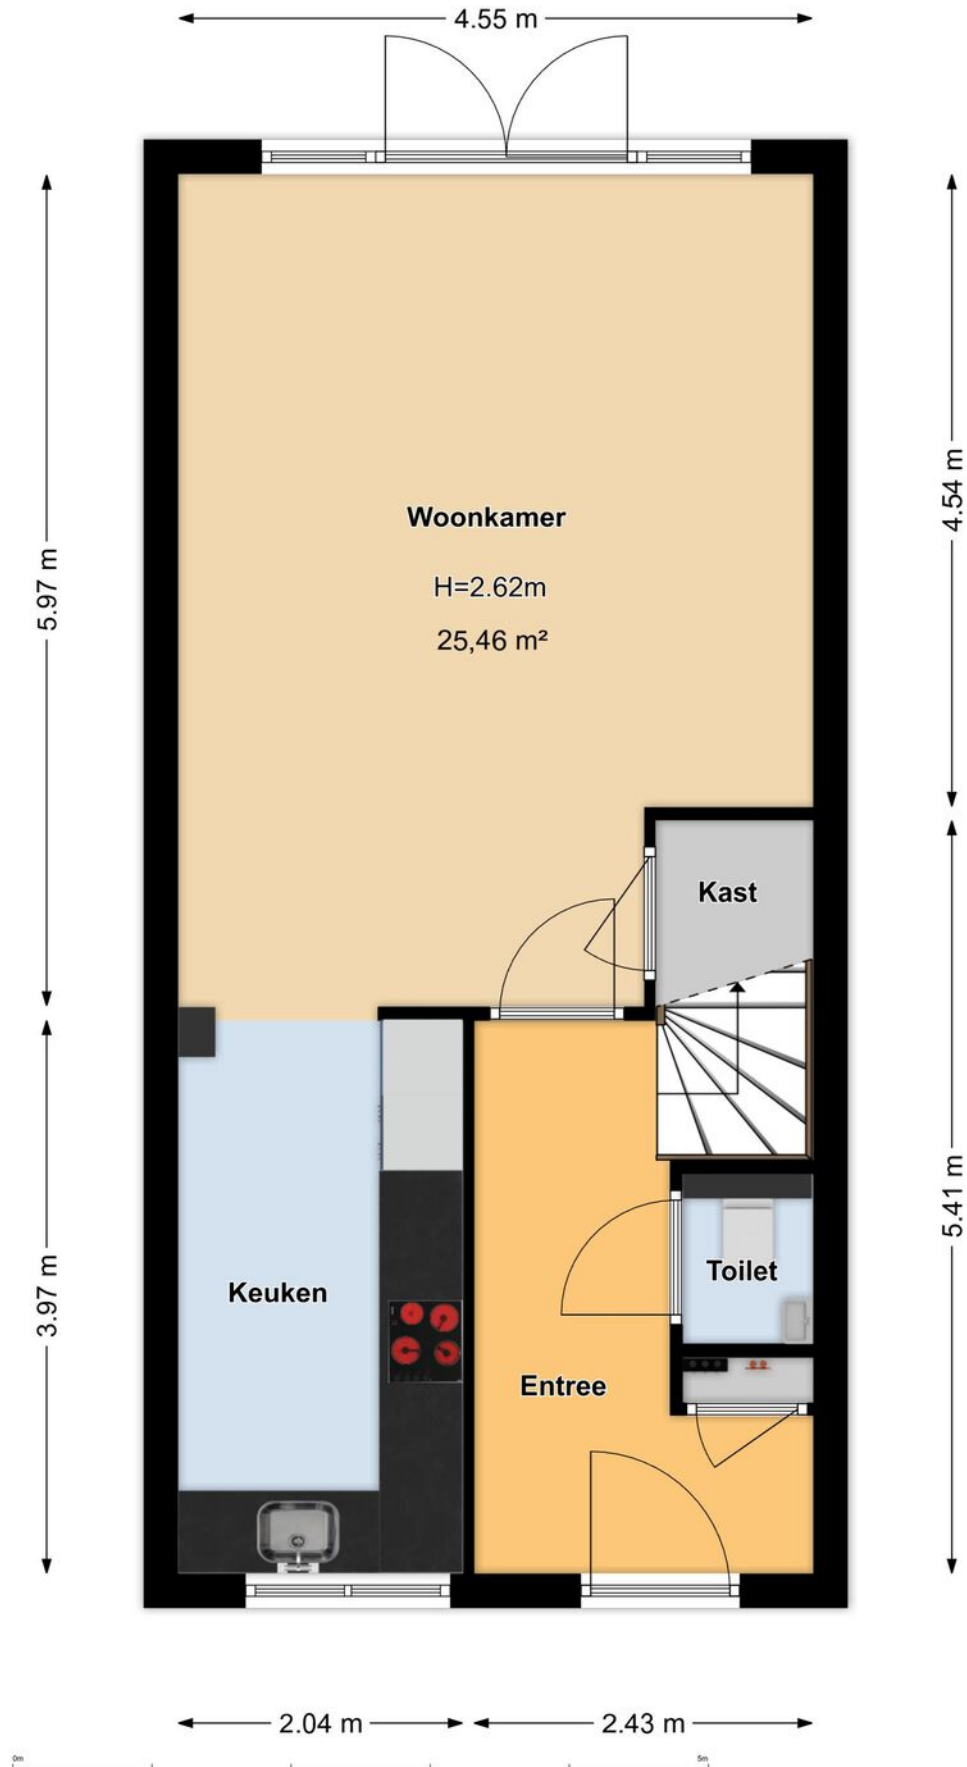 4.55 m
Woonkamer
H=2.62m
25,46 m²
4.54 m
5.97 m
Kast
5.41 m
3.97 m
Keuken
Toilet
Entree
2.04 m
2.43 m
0m
5m